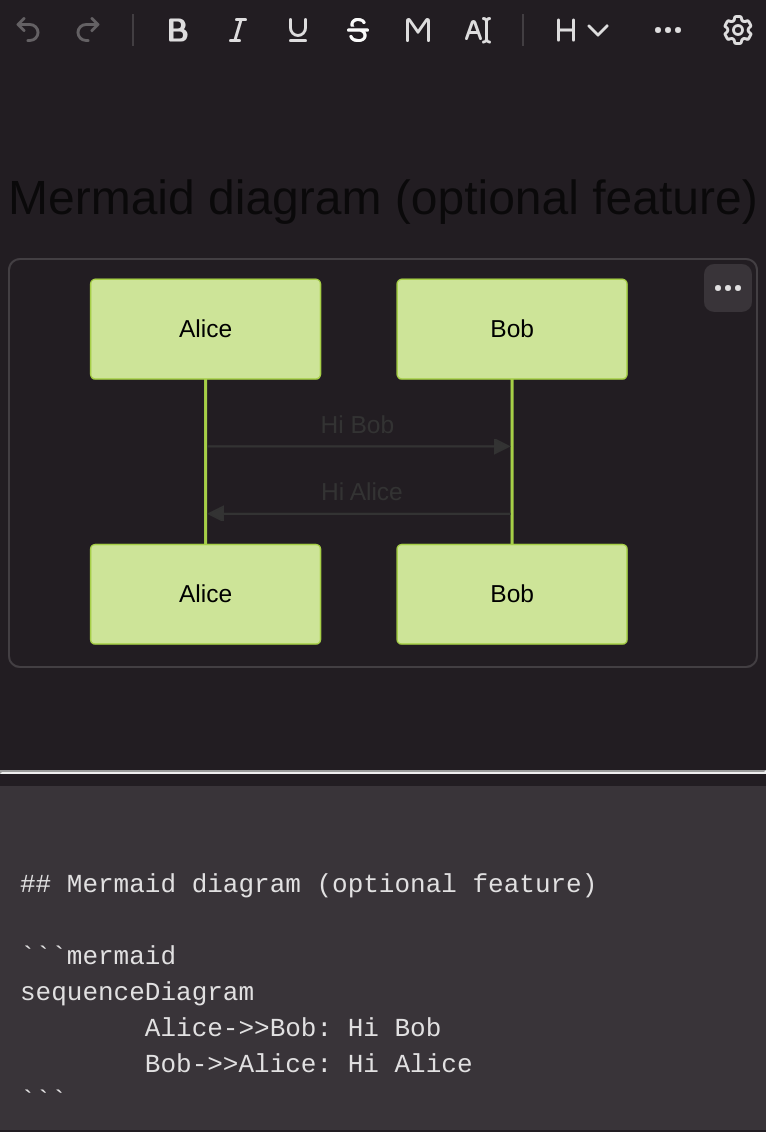 B I U S M AI H
Mermaid diagram (optional feature)
Alice Bob
Hi Bob
Hi Alice
Alice Bob
## Mermaid diagram (optional feature)
```mermaid
sequenceDiagram
        Alice->>Bob: Hi Bob
        Bob->>Alice: Hi Alice
```